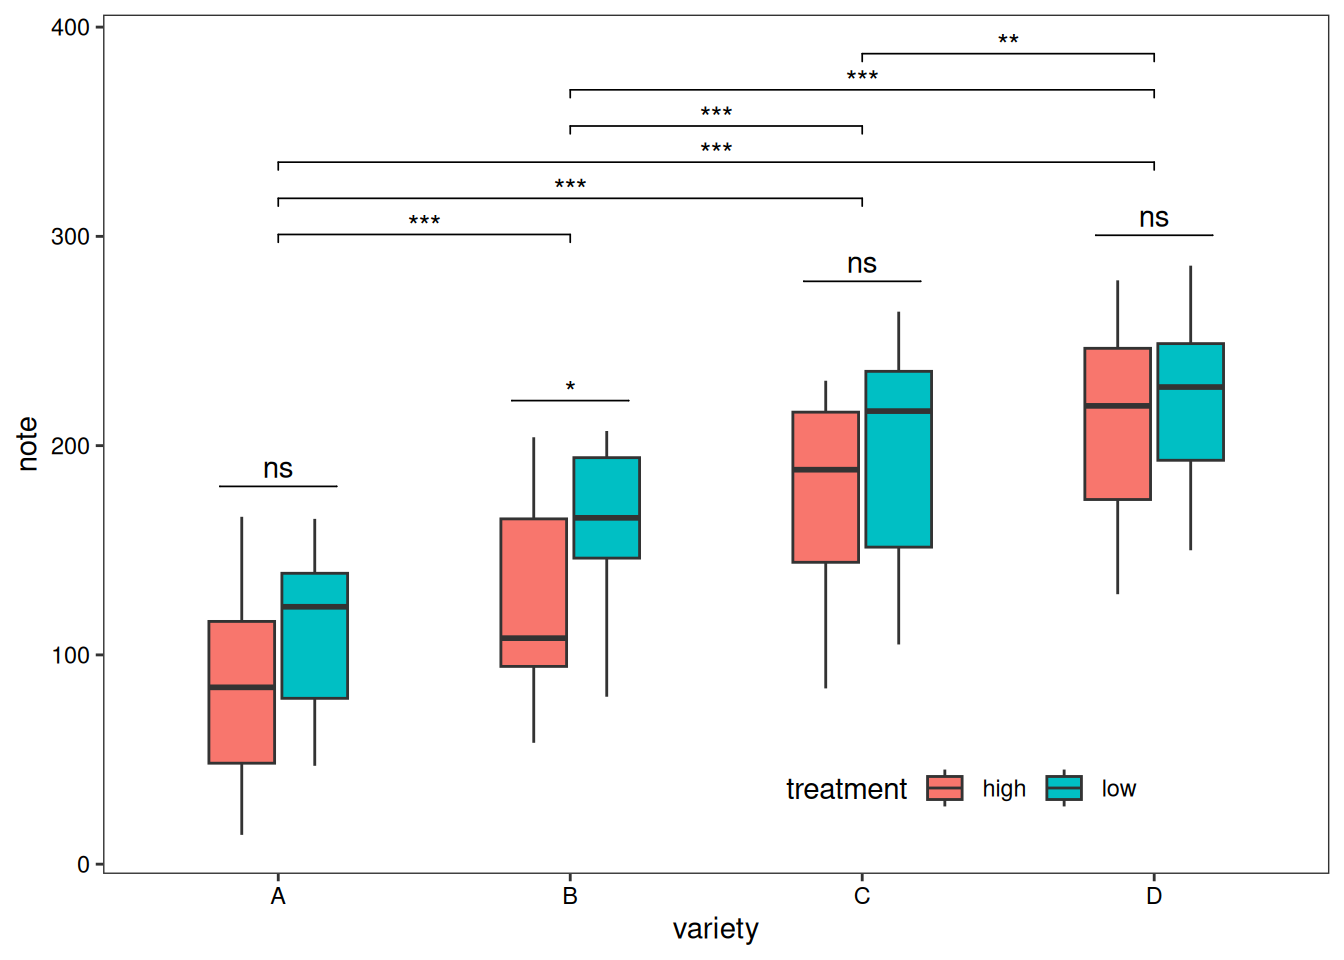 400
**
***
***
***
***
***
ns
300
ns
*
note
200
ns
100
treatment high low
0
A B C D
variety